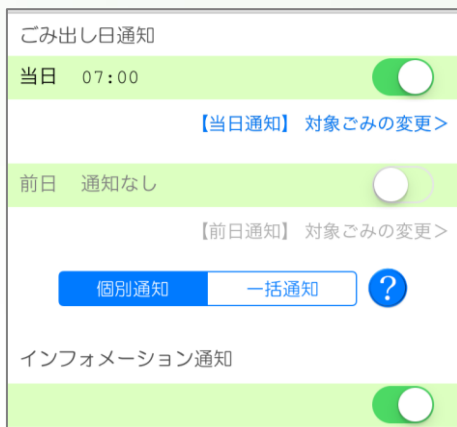 ごみ出し日通知
当日 07:00
【当日通知】 対象ごみの変更>
前日 通知なし
【前日通知】 対象ごみの変更>
個別通知 一括通知 ?
インフォメーション通知